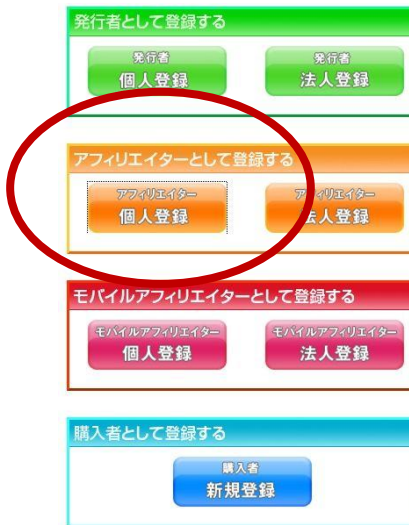 発行者として登録する
発行者 発行者
個人登録 法人登録
アフィリエイターとして登録する
アフィリエイター アフィリエイター
個人登録 法人登録
モバイルアフィリエイターとして登録する
モバイルアフィリエイター モバイルアフィリエイター
個人登録 法人登録
購入者として登録する
購入者
新規登録